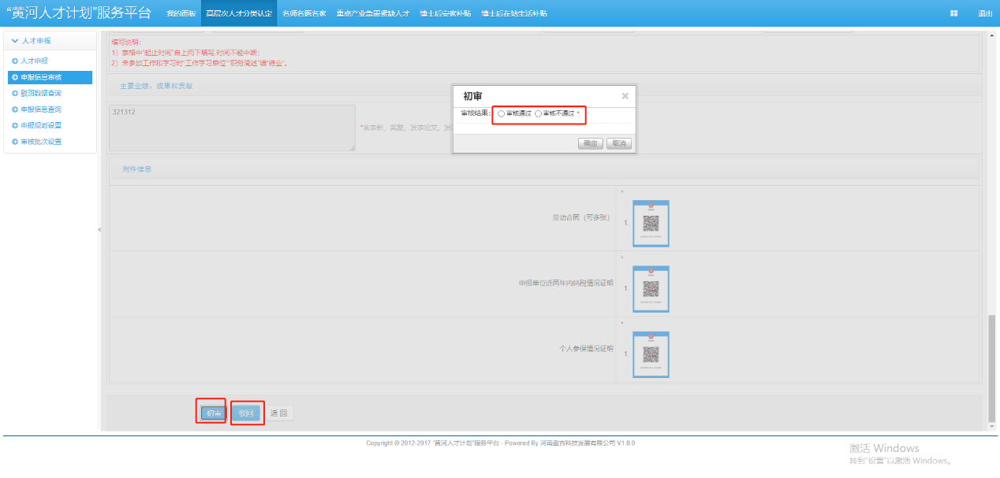 “黄河人才计划”服务平台 我的面板 高层次人才分类认定 名师名医名家 重点产业急需紧缺人才 博士后安家补贴 博士后在站生活补贴 退出
人才申报
人才申报
申报信息审核
驳回数据查询
申报信息查询
申报规划设置
审核批次设置
填写说明：
1）表格中“起止时间”自上而下填写,时间不能中断；
2）未参加工作和学习时“工作学习单位”“职务简述”填“待业”。
主要业绩、成果和贡献
321312
*含表彰、奖励、发表论文、发
初审
审核结果： 审核通过 审核不通过 *
确定 取消
附件信息
*
劳动合同（可多张） 1.
*
申报单位近两年内纳税情况证明 1.
*
个人参保情况证明 1.
初审 驳回 返 回
Copyright © 2012-2017 “黄河人才计划”服务平台 - Powered By 河南盘古科技发展有限公司 V1.0.0
激活 Windows
转到“设置”以激活 Windows。